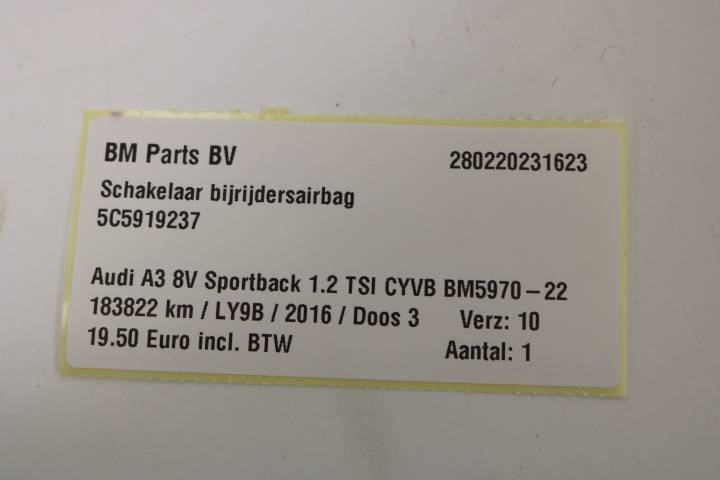 BM Parts BV 280220231623
Schakelaar bijrijdersairbag
5C5919237
Audi A3 8V Sportback 1.2 TSI CYVB BM5970-22
183822 km / LY9B / 2016 / Doos 3 Verz: 10
19.50 Euro incl. BTW Aantal: 1